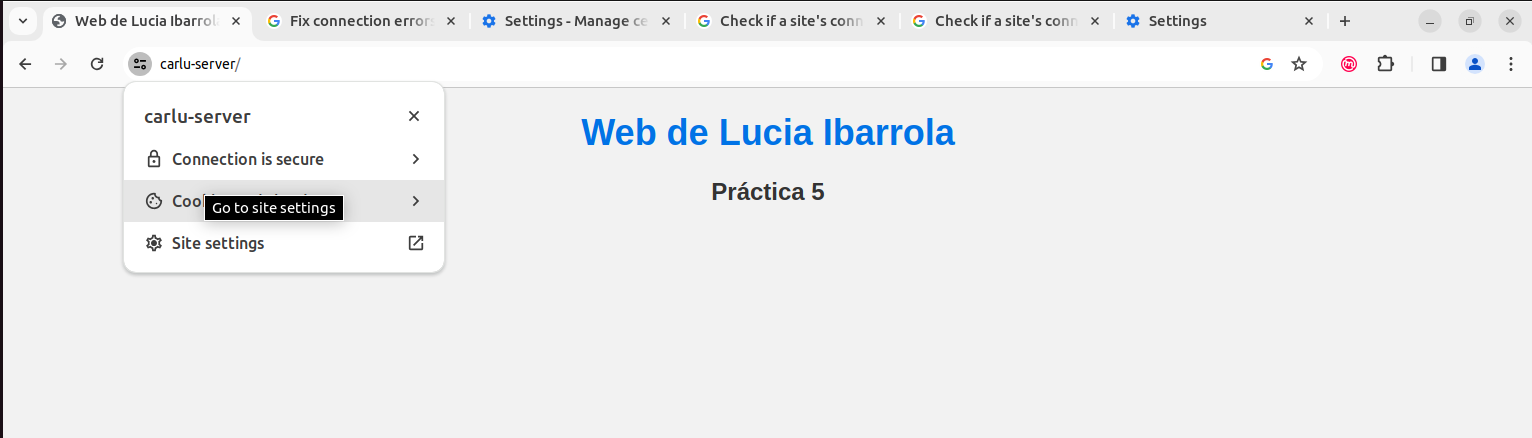 Web de Lucia Ibarrola
Fix connection errors
Settings - Manage ce
Check if a site's conn
Check if a site's conn
Settings
carlu-server/
carlu-server
Connection is secure
Go to site settings
Site settings
Web de Lucia Ibarrola
Práctica 5